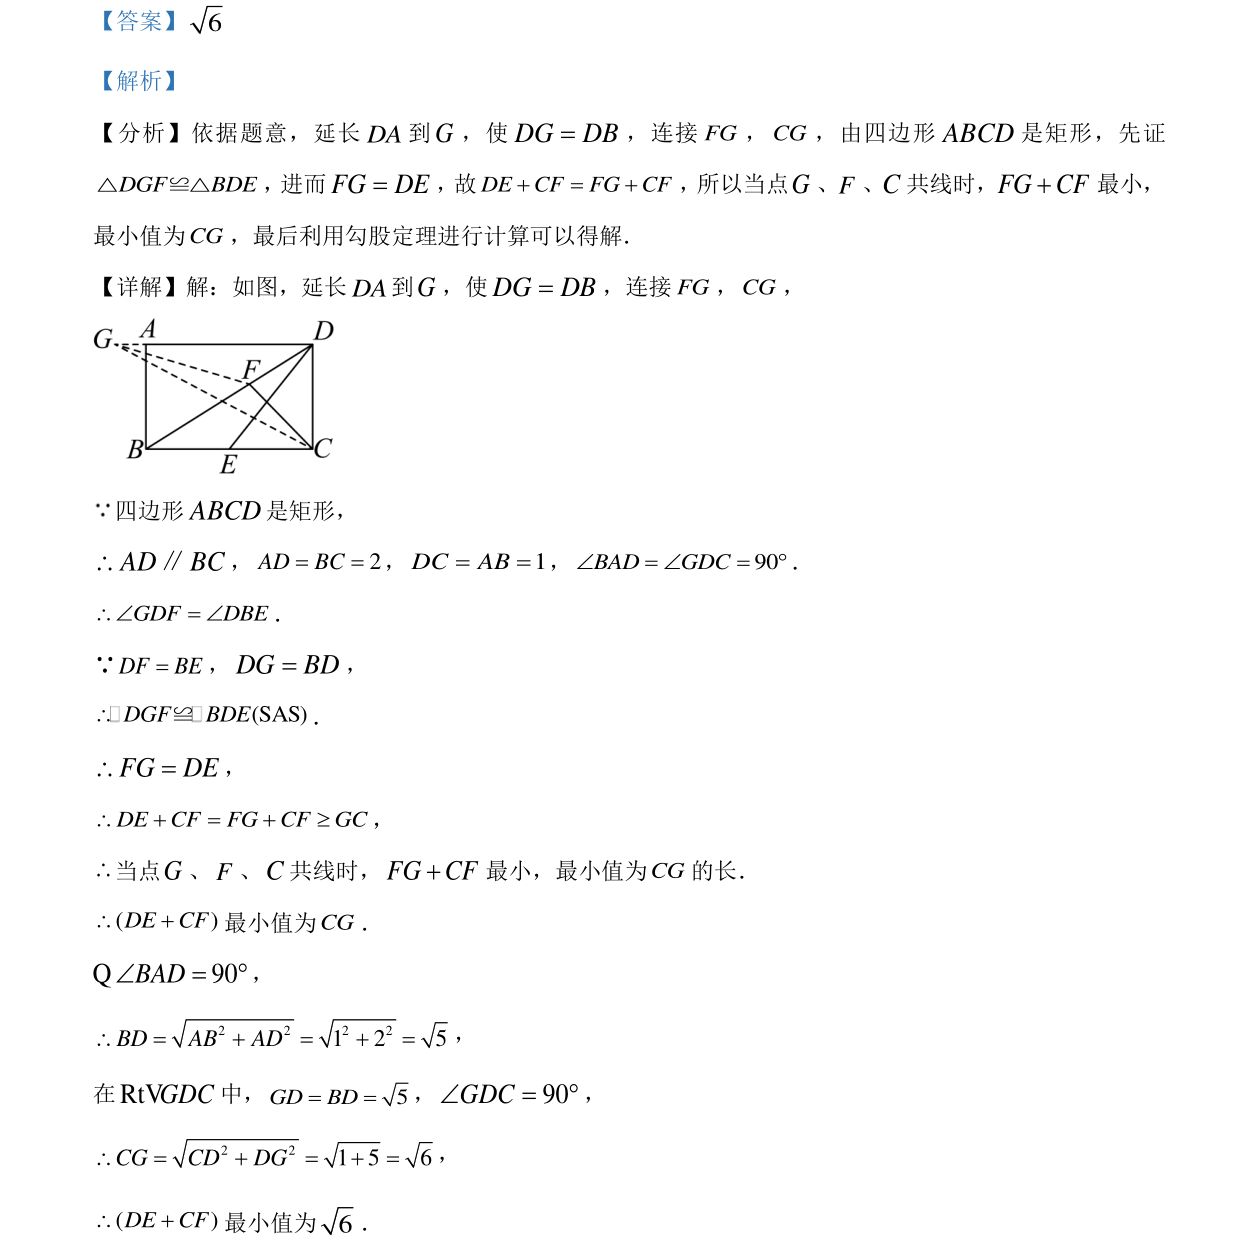 【答案】√6
【解析】
【分析】依据题意，延长DA到G，使DG=DB，连接FG，CG，由四边形ABCD是矩形，先证
△DGF≌△BDE，进而FG=DE，故DE+CF=FG+CF，所以当点G、F、C共线时，FG+CF最小，
最小值为CG，最后利用勾股定理进行计算可以得解．
【详解】解：如图，延长DA到G，使DG=DB，连接FG，CG，
G A D
F
B E C
∵四边形ABCD是矩形，
∴AD∥BC，AD=BC=2，DC=AB=1，∠BAD=∠GDC=90°．
∴∠GDF=∠DBE．
∵DF=BE，DG=BD，
∴□DGF≌□BDE(SAS)．
∴FG=DE，
∴DE+CF=FG+CF≥GC，
∴当点G、F、C共线时，FG+CF最小，最小值为CG的长．
∴(DE+CF)最小值为CG．
Q∠BAD=90°，
∴BD=√(AB²+AD²)=√(1²+2²)=√5，
在RtVGDC中，GD=BD=√5，∠GDC=90°，
∴CG=√(CD²+DG²)=√(1+5)=√6，
∴(DE+CF)最小值为√6．